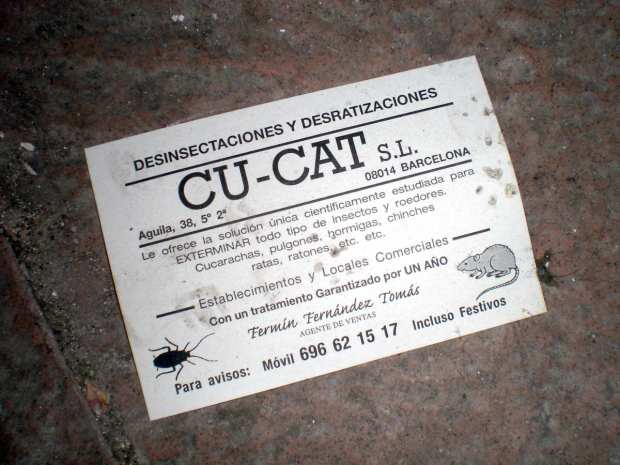 DESINSECTACIONES Y DESRATIZACIONES
CU-CAT S.L.
Aguila, 38, 5º 2ª 08014 BARCELONA
Le ofrece la solución única científicamente estudiada para
EXTERMINAR todo tipo de insectos y roedores.
Cucarachas, pulgones, hormigas, chinches
ratas, ratones, etc. etc.
Establecimientos y Locales Comerciales
Con un tratamiento Garantizado por UN AÑO
Fermín Fernández Tomás
AGENTE DE VENTAS
Para avisos: Móvil 696 62 15 17 Incluso Festivos